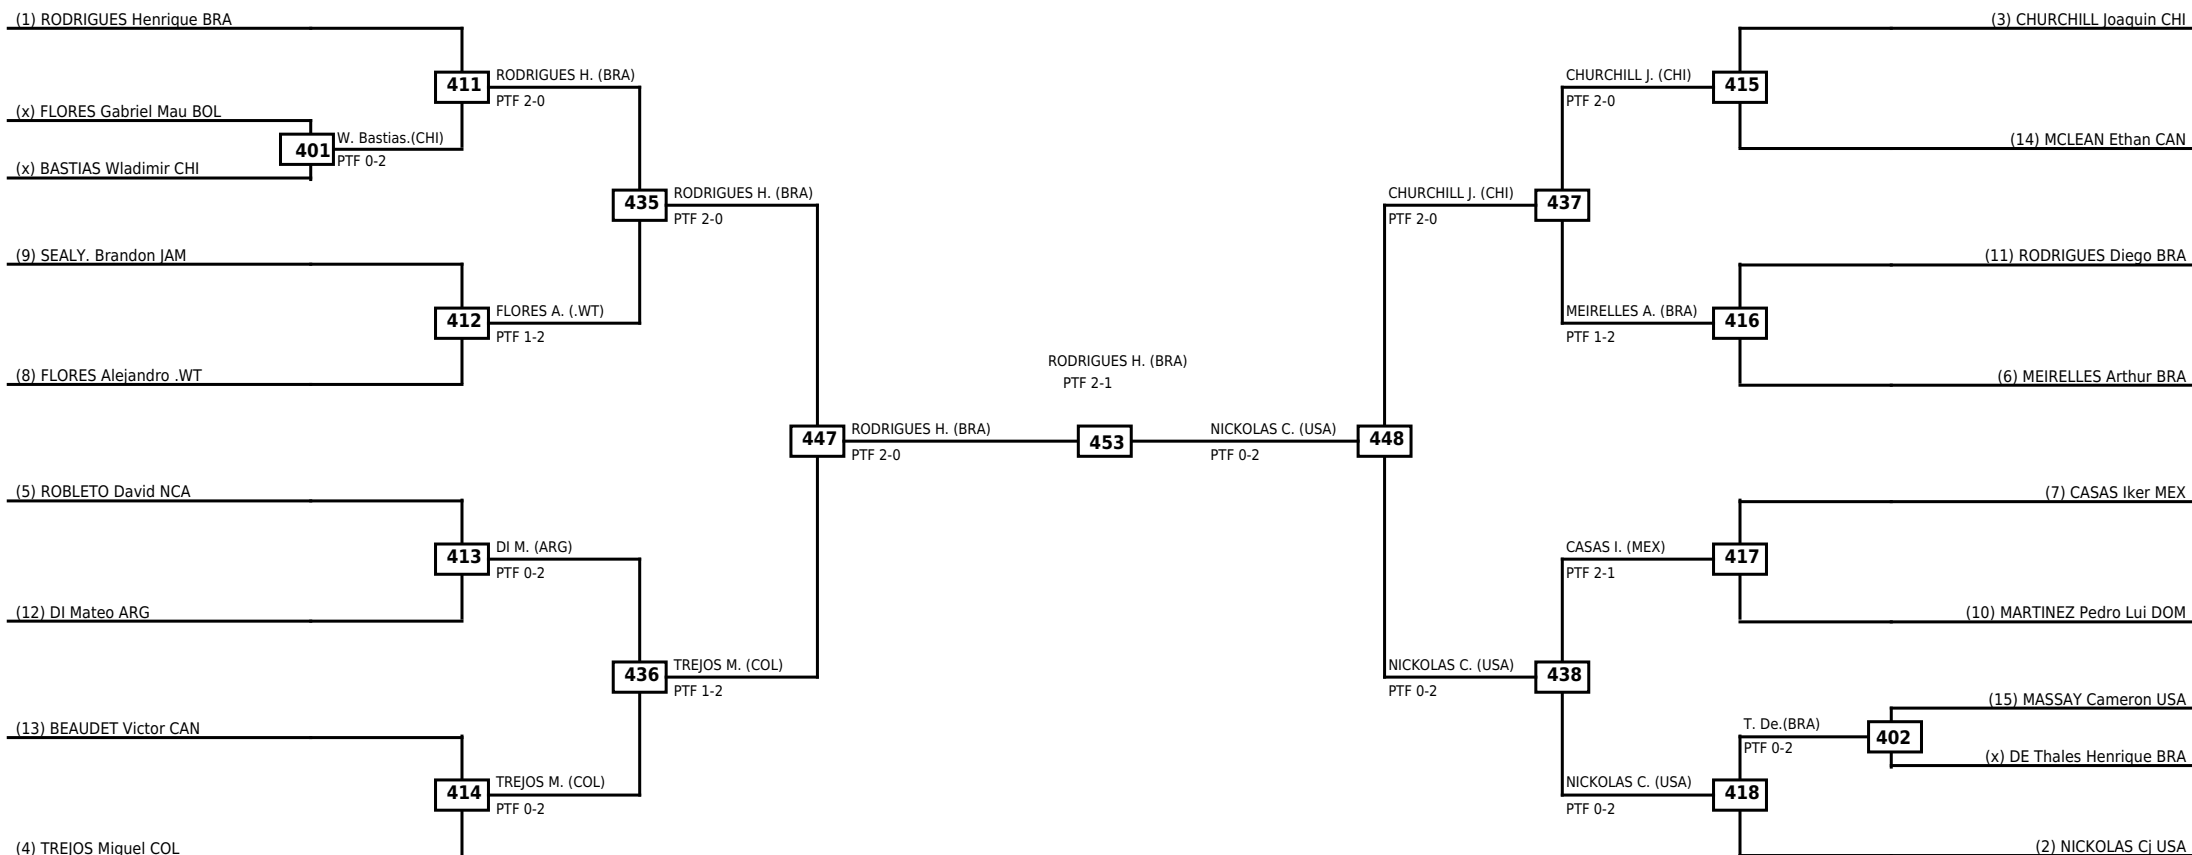 (1) RODRIGUES Henrique BRA
411
RODRIGUES H. (BRA)
PTF 2-0
(x) FLORES Gabriel Mau BOL
401
W. Bastias.(CHI)
PTF 0-2
(x) BASTIAS Wladimir CHI
435
RODRIGUES H. (BRA)
PTF 2-0
(9) SEALY. Brandon JAM
412
FLORES A. (.WT)
PTF 1-2
(8) FLORES Alejandro .WT
447
RODRIGUES H. (BRA)
PTF 2-0
(5) ROBLETO David NCA
413
DI M. (ARG)
PTF 0-2
(12) DI Mateo ARG
436
TREJOS M. (COL)
PTF 1-2
(13) BEAUDET Victor CAN
414
TREJOS M. (COL)
PTF 0-2
(4) TREJOS Miguel COL
RODRIGUES H. (BRA)
PTF 2-1
453
(3) CHURCHILL Joaquin CHI
CHURCHILL J. (CHI)
PTF 2-0
415
(14) MCLEAN Ethan CAN
CHURCHILL J. (CHI)
PTF 2-0
437
(11) RODRIGUES Diego BRA
MEIRELLES A. (BRA)
PTF 1-2
416
(6) MEIRELLES Arthur BRA
NICKOLAS C. (USA)
PTF 0-2
448
(7) CASAS Iker MEX
CASAS I. (MEX)
PTF 2-1
417
(10) MARTINEZ Pedro Lui DOM
NICKOLAS C. (USA)
PTF 0-2
438
(15) MASSAY Cameron USA
T. De.(BRA)
PTF 0-2
402
(x) DE Thales Henrique BRA
NICKOLAS C. (USA)
PTF 0-2
418
(2) NICKOLAS Cj USA